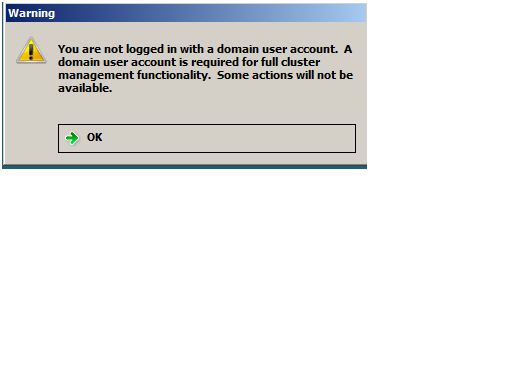 Warning
You are not logged in with a domain user account.  A
domain user account is required for full cluster
management functionality.  Some actions will not be
available.
OK